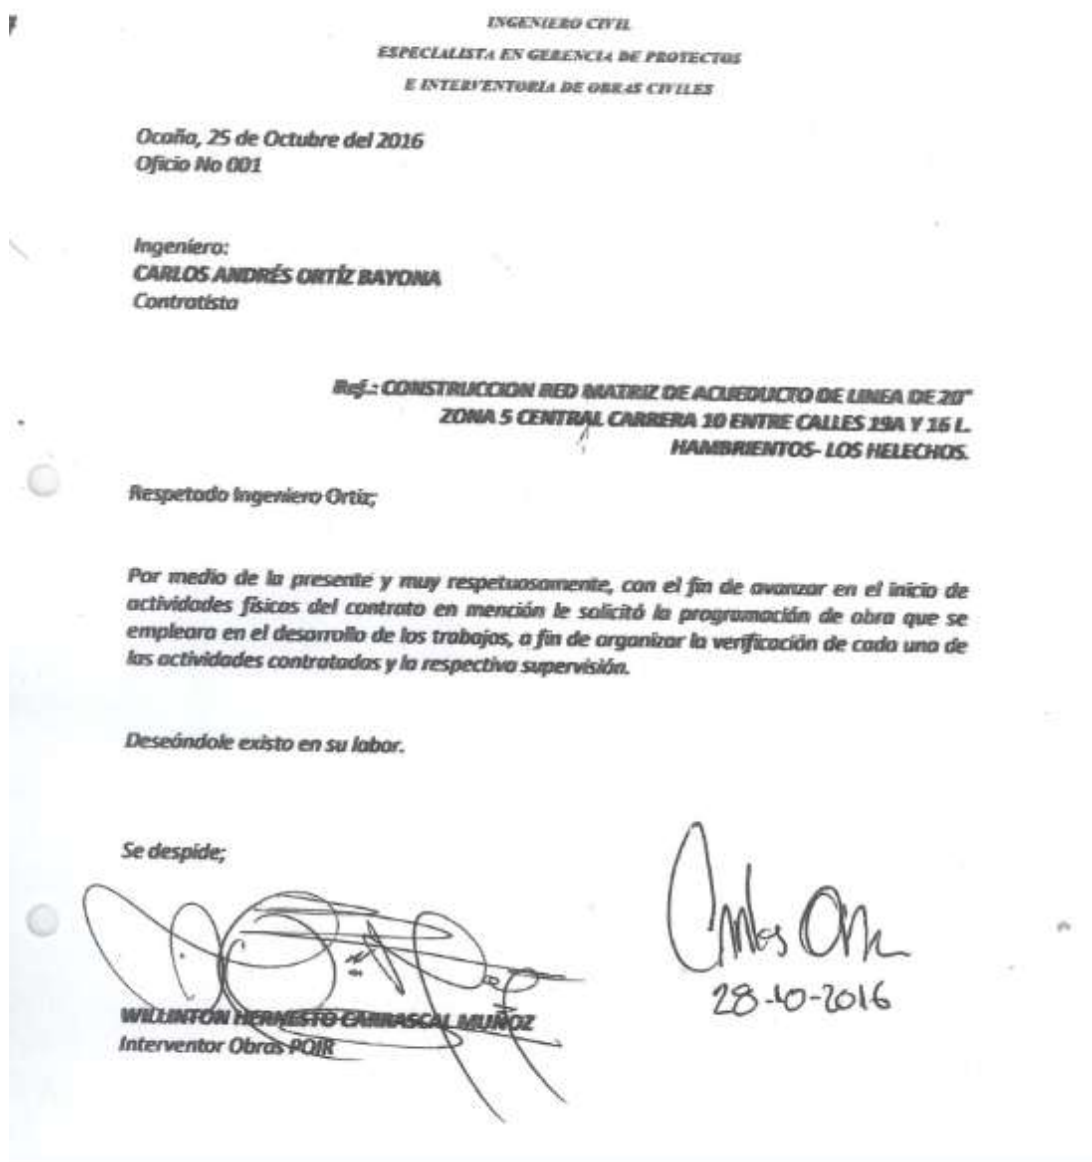 INGENIERO CIVIL
ESPECIALISTA EN GERENCIA DE PROYECTOS
E INTERVENTORIA DE OBRAS CIVILES
Ocaña, 25 de Octubre del 2016
Oficio No 001
Ingeniero:
CARLOS ANDRÉS ORTÍZ BAYONA
Contratista
Ref.: CONSTRUCCION RED MATRIZ DE ACUEDUCTO DE LINEA DE 20"
ZONA 5 CENTRAL CARRERA 10 ENTRE CALLES 19A Y 16 L.
HAMBRIENTOS- LOS HELECHOS.
Respetado Ingeniero Ortiz;
Por medio de la presente y muy respetuosamente, con el fin de avanzar en el inicio de
actividades físicas del contrato en mención le solicitó la programación de obra que se
empleara en el desarrollo de los trabajos, a fin de organizar la verificación de cada una de
las actividades contratadas y la respectiva supervisión.
Deseándole existo en su labor.
Se despide;
Carlos Ortiz
28-10-2016
WILLINTON HERNESTO CARRASCAL MUÑOZ
Interventor Obras POIR